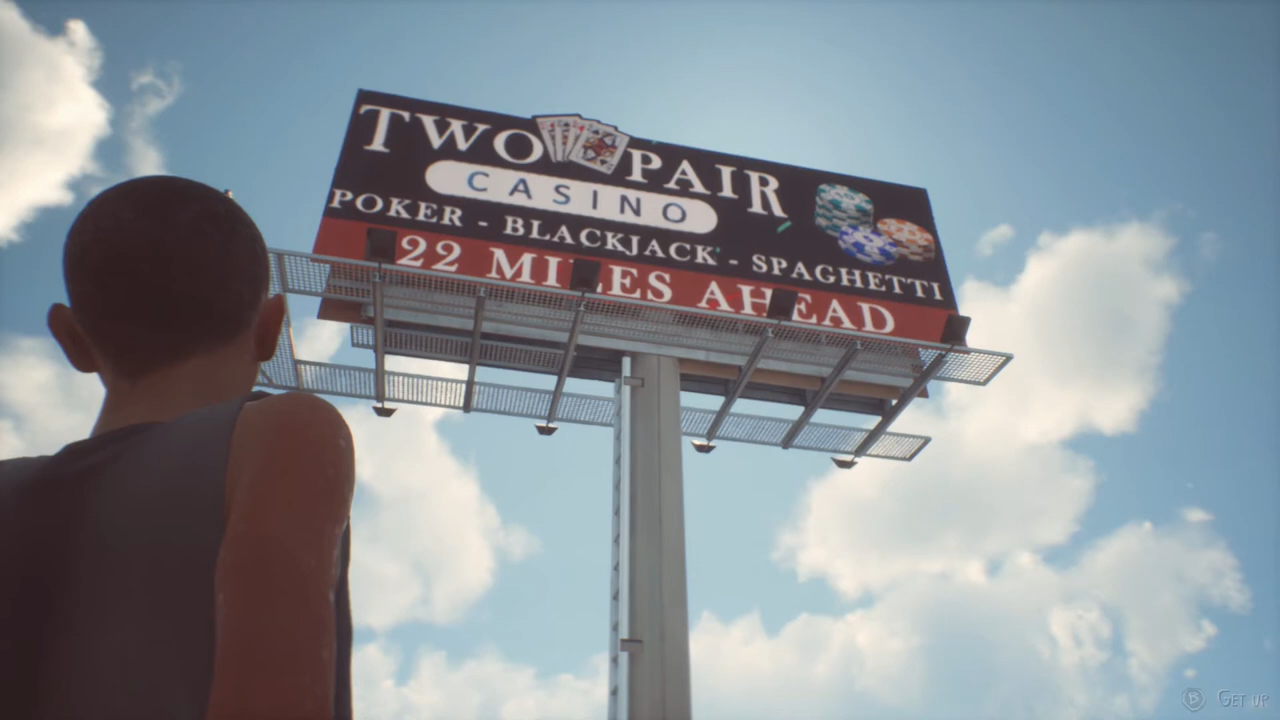 TWO PAIR
CASINO
POKER - BLACKJACK - SPAGHETTI
22 MILES AHEAD
B GET UP